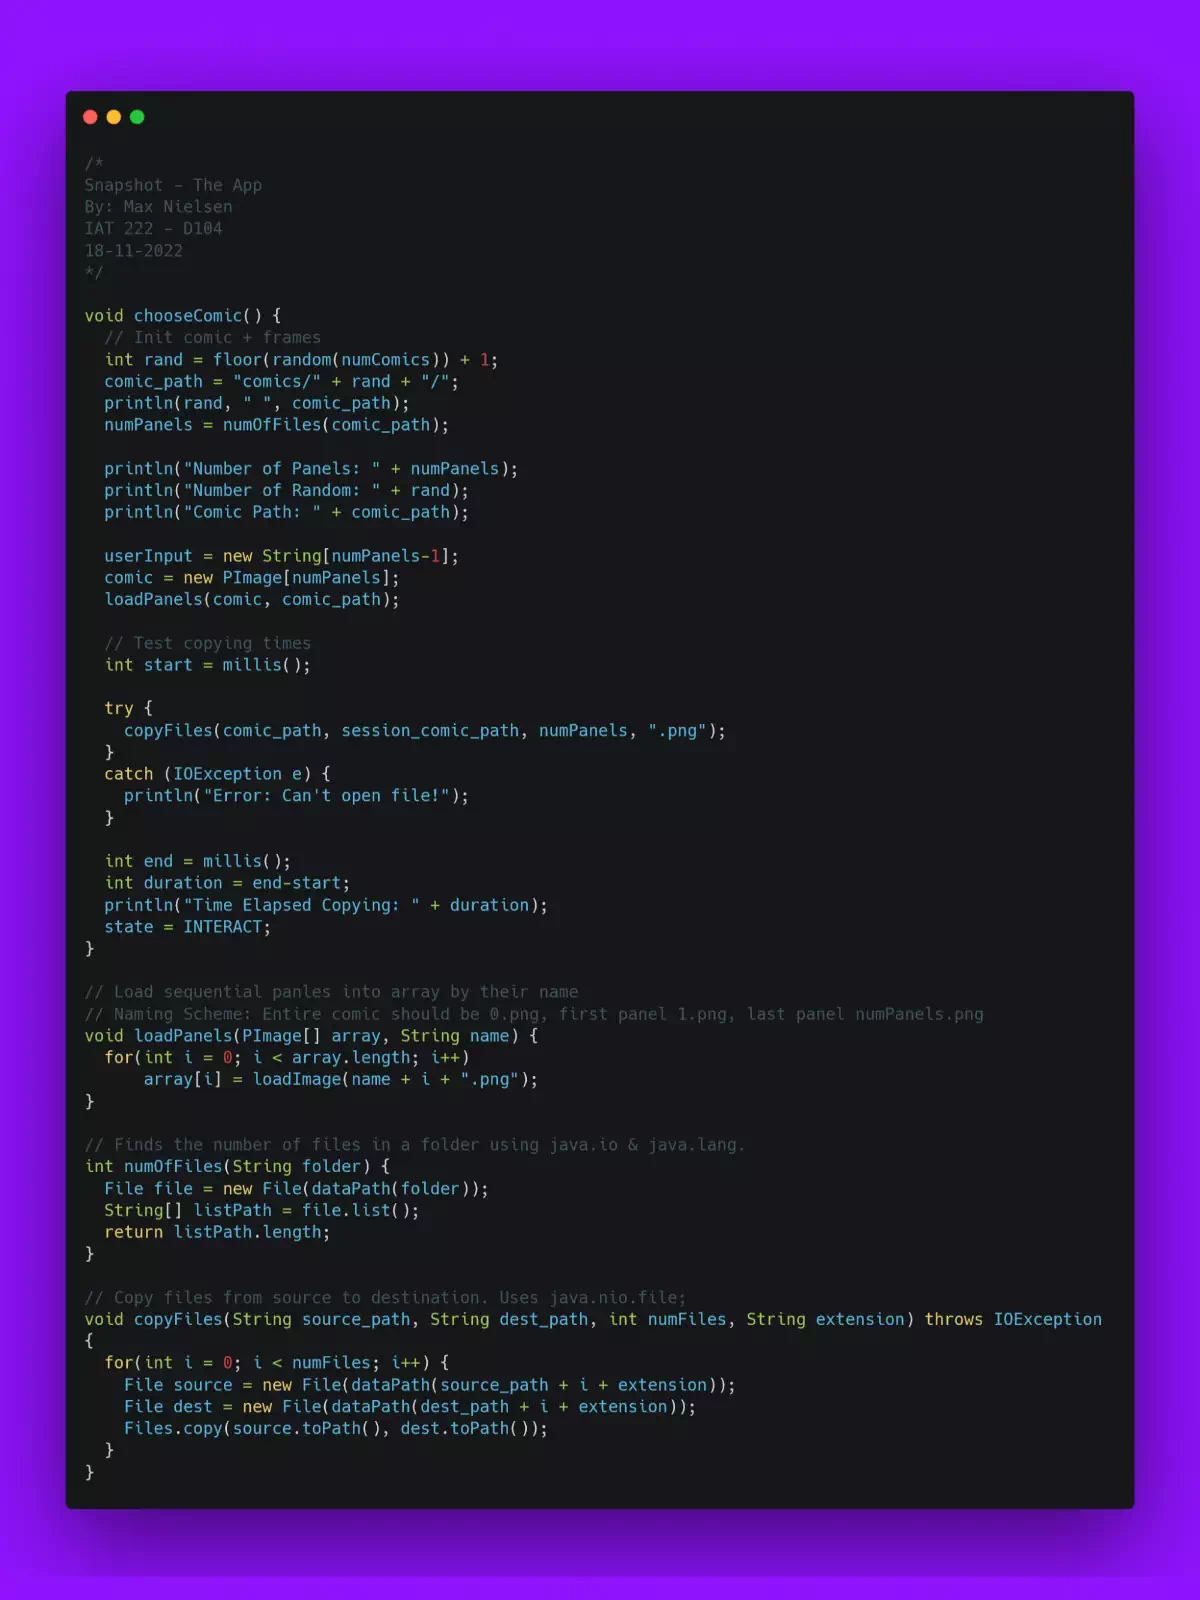 /*
Snapshot - The App
By: Max Nielsen
IAT 222 - D104
18-11-2022
*/

void chooseComic() {
  // Init comic + frames
  int rand = floor(random(numComics)) + 1;
  comic_path = "comics/" + rand + "/";
  println(rand, " ", comic_path);
  numPanels = numOfFiles(comic_path);

  println("Number of Panels: " + numPanels);
  println("Number of Random: " + rand);
  println("Comic Path: " + comic_path);

  userInput = new String[numPanels-1];
  comic = new PImage[numPanels];
  loadPanels(comic, comic_path);

  // Test copying times
  int start = millis();

  try {
    copyFiles(comic_path, session_comic_path, numPanels, ".png");
  }
  catch (IOException e) {
    println("Error: Can't open file!");
  }

  int end = millis();
  int duration = end-start;
  println("Time Elapsed Copying: " + duration);
  state = INTERACT;
}

// Load sequential panles into array by their name
// Naming Scheme: Entire comic should be 0.png, first panel 1.png, last panel numPanels.png
void loadPanels(PImage[] array, String name) {
  for(int i = 0; i < array.length; i++)
      array[i] = loadImage(name + i + ".png");
}

// Finds the number of files in a folder using java.io & java.lang.
int numOfFiles(String folder) {
  File file = new File(dataPath(folder));
  String[] listPath = file.list();
  return listPath.length;
}

// Copy files from source to destination. Uses java.nio.file;
void copyFiles(String source_path, String dest_path, int numFiles, String extension) throws IOException
{
  for(int i = 0; i < numFiles; i++) {
    File source = new File(dataPath(source_path + i + extension));
    File dest = new File(dataPath(dest_path + i + extension));
    Files.copy(source.toPath(), dest.toPath());
  }
}